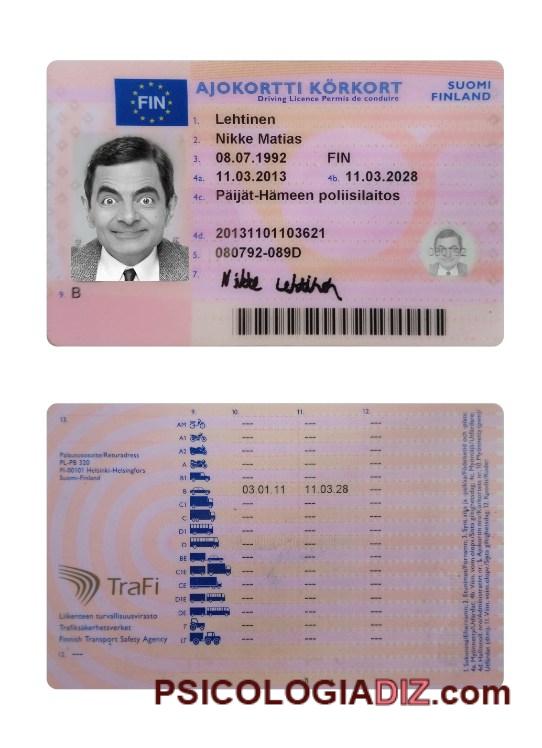 FIN
AJOKORTTI KÖRKORT
Driving Licence Permis de conduire
SUOMI
FINLAND
1. Lehtinen
2. Nikke Matias
3. 08.07.1992 FIN
4a. 11.03.2013 4b. 11.03.2028
4c. Päijät-Hämeen poliisilaitos
4d. 20131101103621
5. 080792-089D
7. Nikke Lehtinen
9. B
13.
9. 10. 11. 12.
Palautusosoite/Returadress
PL-PB 320
FI-00101 Helsinki-Helsingfors
Suomi-Finland
AM --- --- ---
A1 --- --- ---
A2 --- --- ---
A --- --- ---
B1 --- --- ---
B 03.01.11 11.03.28 ---
C1 --- --- ---
C --- --- ---
D1 --- --- ---
D --- --- ---
BE --- --- ---
C1E --- --- ---
CE --- --- ---
D1E --- --- ---
DE --- --- ---
T --- --- ---
LT --- --- ---
TraFi
Liikenteen turvallisuusvirasto
Trafiksäkerhetsverket
Finnish Transport Safety Agency
12. ---
PSICOLOGIADIZ.com